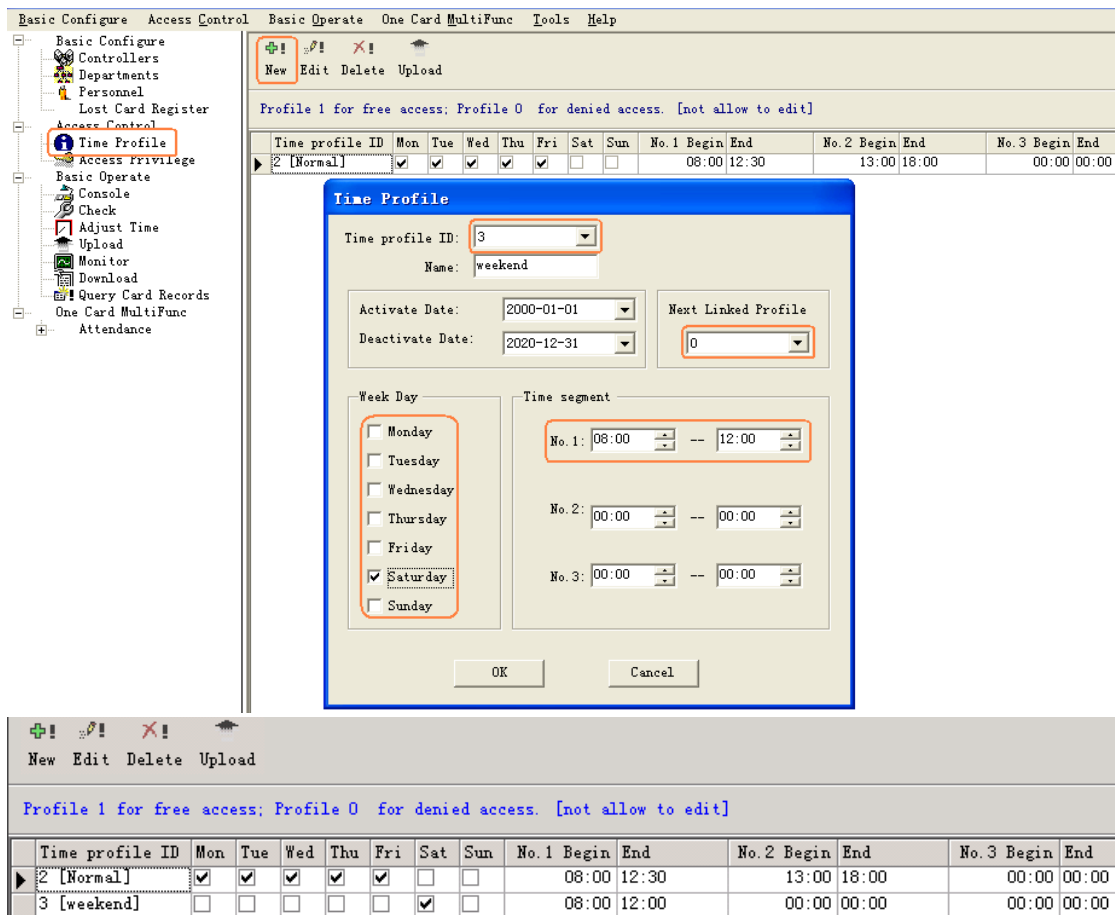 Basic Configure Access Control Basic Operate One Card MultiFunc Tools Help
Basic Configure
Controllers
Departments
Personnel
Lost Card Register
Access Control
Time Profile
Access Privilege
Basic Operate
Console
Check
Adjust Time
Upload
Monitor
Download
Query Card Records
One Card MultiFunc
Attendance
New Edit Delete Upload
Profile 1 for free access; Profile 0 for denied access. [not allow to edit]
Time profile ID Mon Tue Wed Thu Fri Sat Sun No.1 Begin End No.2 Begin End No.3 Begin End
2 [Normal] 08:00 12:30 13:00 18:00 00:00 00:00
Time Profile
Time profile ID: 3
Name: weekend
Activate Date: 2000-01-01
Deactivate Date: 2020-12-31
Next Linked Profile
0
Week Day
Monday
Tuesday
Wednesday
Thursday
Friday
Saturday
Sunday
Time segment
No.1: 08:00 -- 12:00
No.2: 00:00 -- 00:00
No.3: 00:00 -- 00:00
OK Cancel
New Edit Delete Upload
Profile 1 for free access; Profile 0 for denied access. [not allow to edit]
Time profile ID Mon Tue Wed Thu Fri Sat Sun No.1 Begin End No.2 Begin End No.3 Begin End
2 [Normal] 08:00 12:30 13:00 18:00 00:00 00:00
3 [weekend] 08:00 12:00 00:00 00:00 00:00 00:00